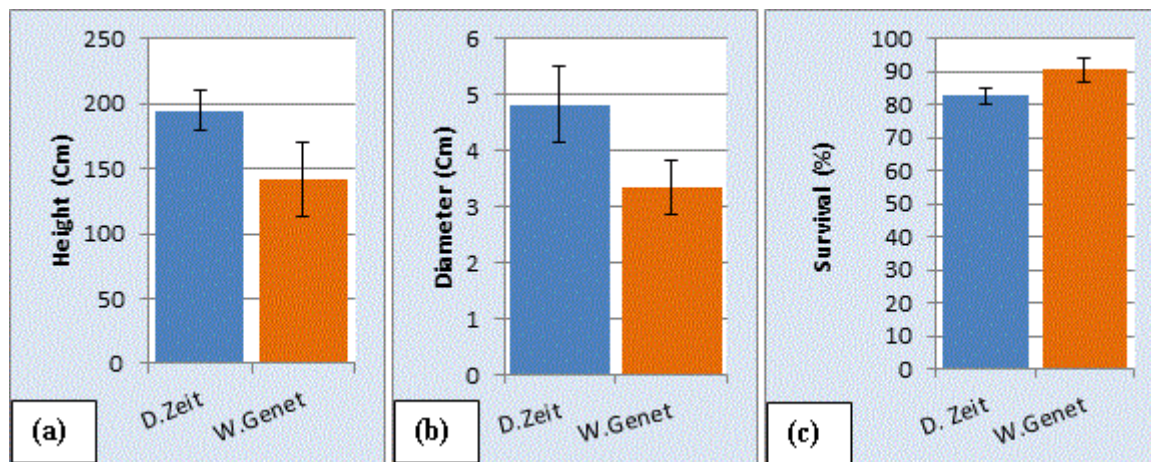 Height (Cm)
250
200
150
100
50
0
D.Zeit
W.Genet
(a)
Diameter (Cm)
6
5
4
3
2
1
0
D.Zeit
W.Genet
(b)
Survival (%)
100
90
80
70
60
50
40
30
20
10
0
D. Zeit
W.Genet
(c)